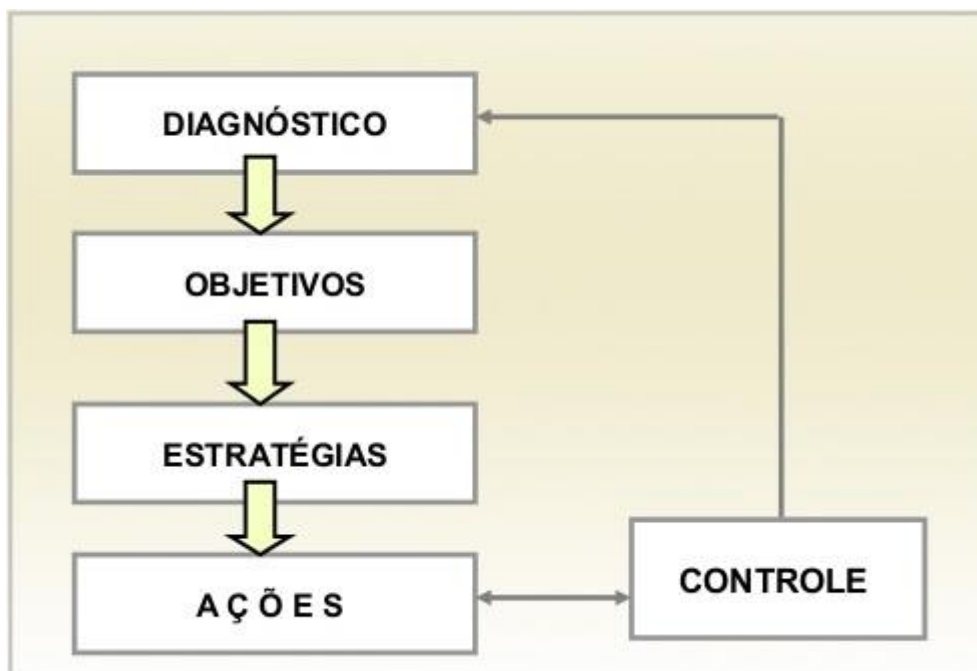 DIAGNÓSTICO
OBJETIVOS
ESTRATÉGIAS
A Ç Õ E S
CONTROLE